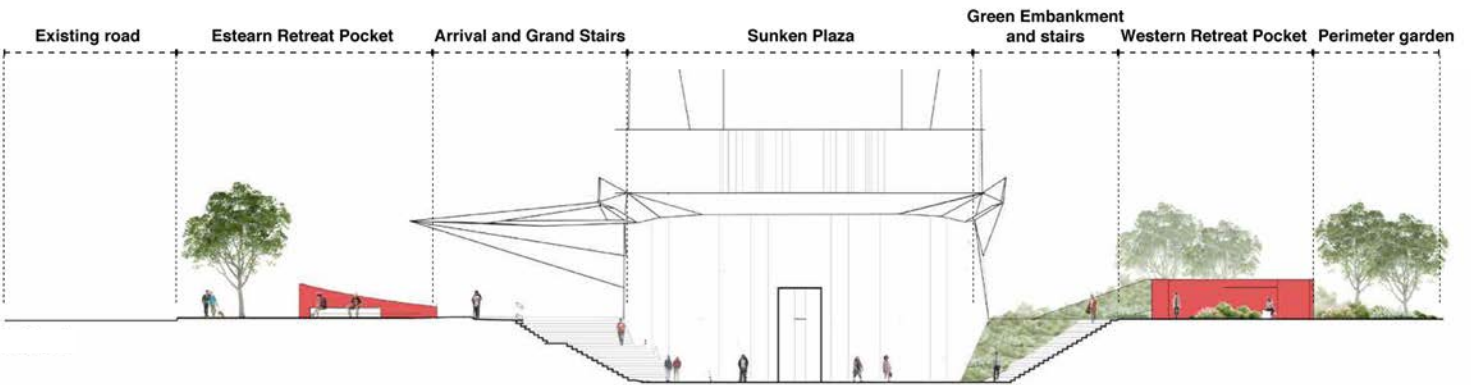 Existing road
Estearn Retreat Pocket
Arrival and Grand Stairs
Sunken Plaza
Green Embankment
and stairs
Western Retreat Pocket
Perimeter garden